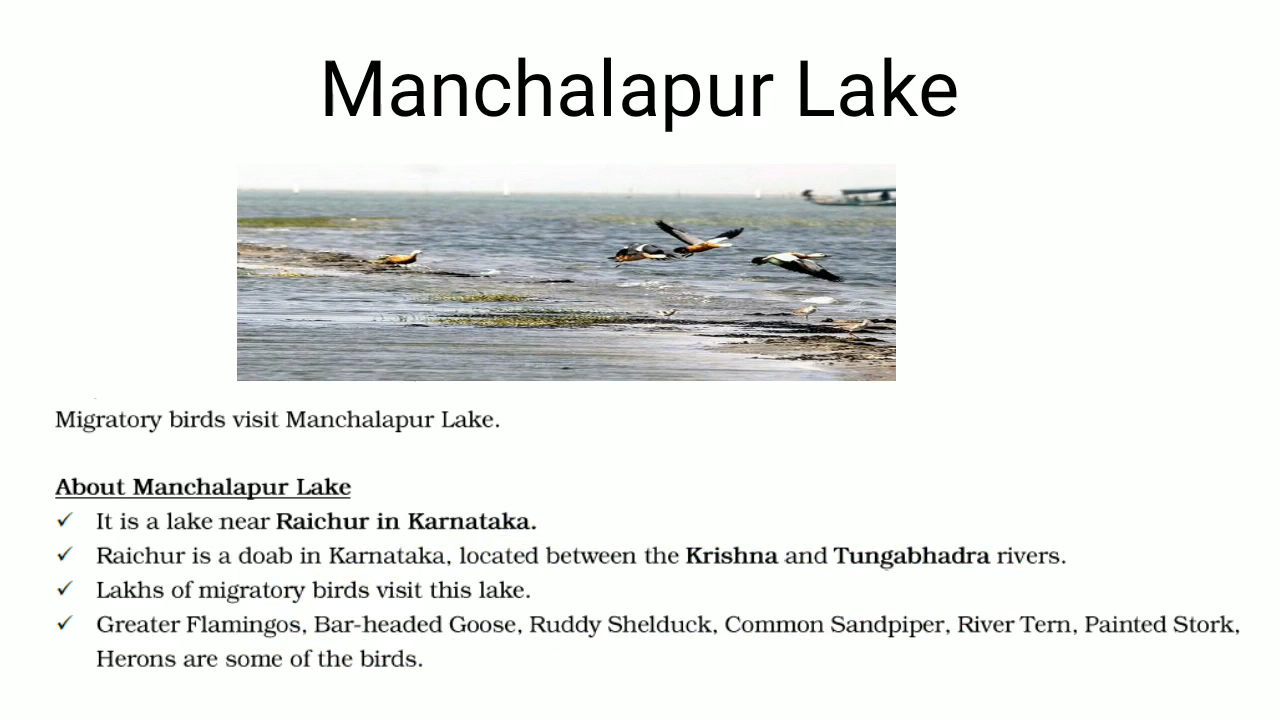 Manchalapur Lake
Migratory birds visit Manchalapur Lake.
About Manchalapur Lake
✓ It is a lake near Raichur in Karnataka.
✓ Raichur is a doab in Karnataka, located between the Krishna and Tungabhadra rivers.
✓ Lakhs of migratory birds visit this lake.
✓ Greater Flamingos, Bar-headed Goose, Ruddy Shelduck, Common Sandpiper, River Tern, Painted Stork,
Herons are some of the birds.